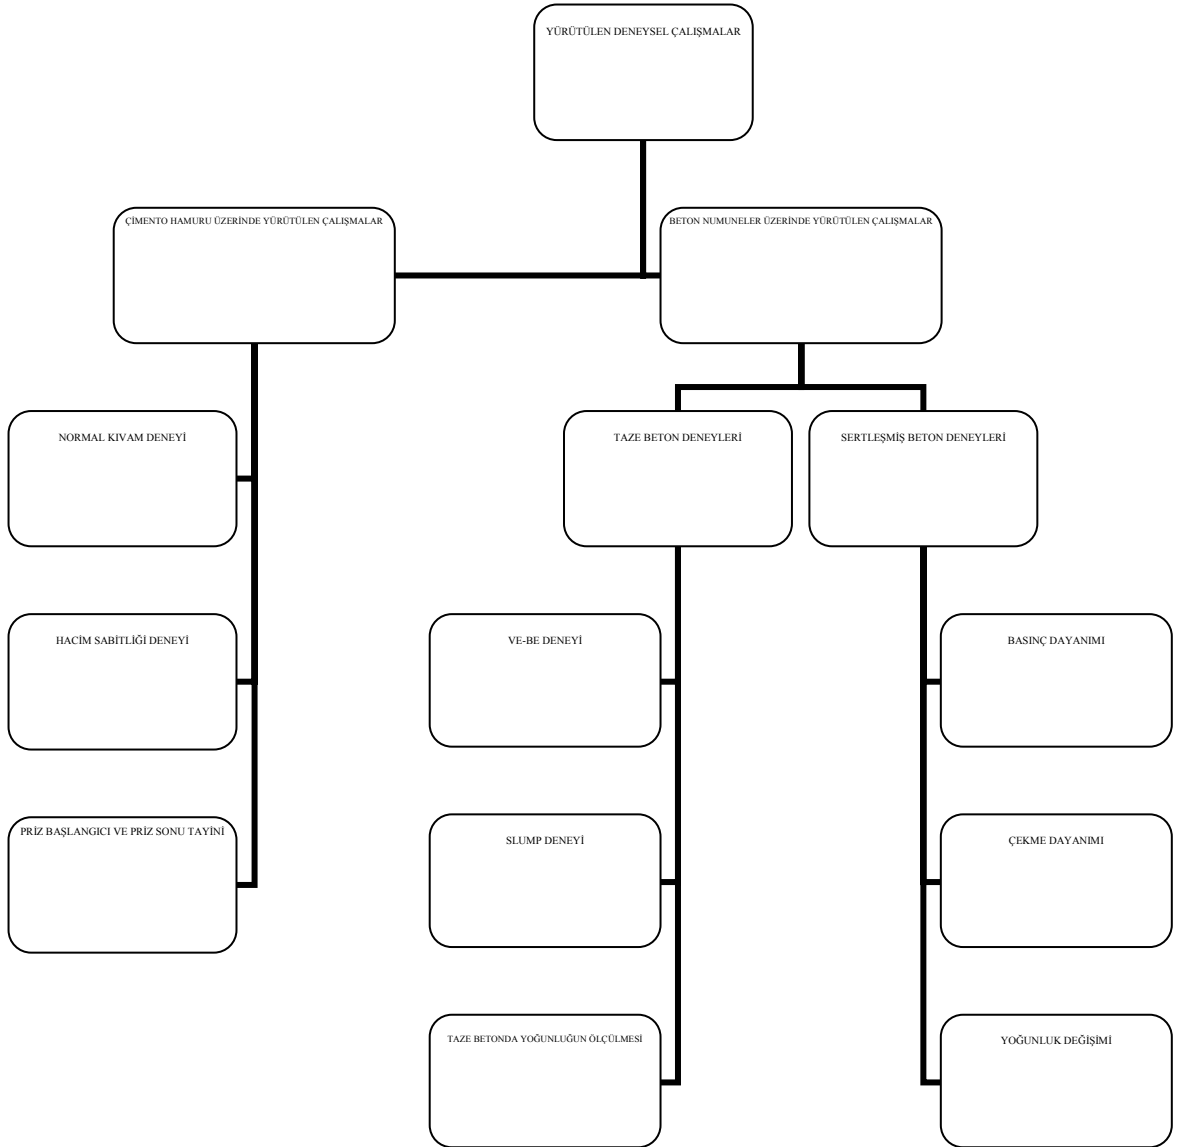 YÜRÜTÜLEN DENEYSEL ÇALIŞMALAR
ÇİMENTO HAMURU ÜZERİNDE YÜRÜTÜLEN ÇALIŞMALAR
BETON NUMUNELER ÜZERİNDE YÜRÜTÜLEN ÇALIŞMALAR
NORMAL KIVAM DENEYİ
TAZE BETON DENEYLERİ
SERTLEŞMİŞ BETON DENEYLERİ
HACİM SABİTLİĞİ DENEYİ
VE-BE DENEYİ
BASINÇ DAYANIMI
PRİZ BAŞLANGICI VE PRİZ SONU TAYİNİ
SLUMP DENEYİ
ÇEKME DAYANIMI
TAZE BETONDA YOĞUNLUĞUN ÖLÇÜLMESİ
YOĞUNLUK DEĞİŞİMİ